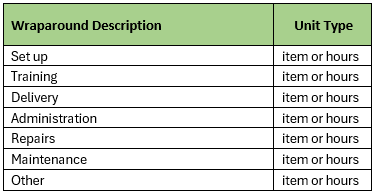 Wraparound Description Unit Type
Set up item or hours
Training item or hours
Delivery item or hours
Administration item or hours
Repairs item or hours
Maintenance item or hours
Other item or hours